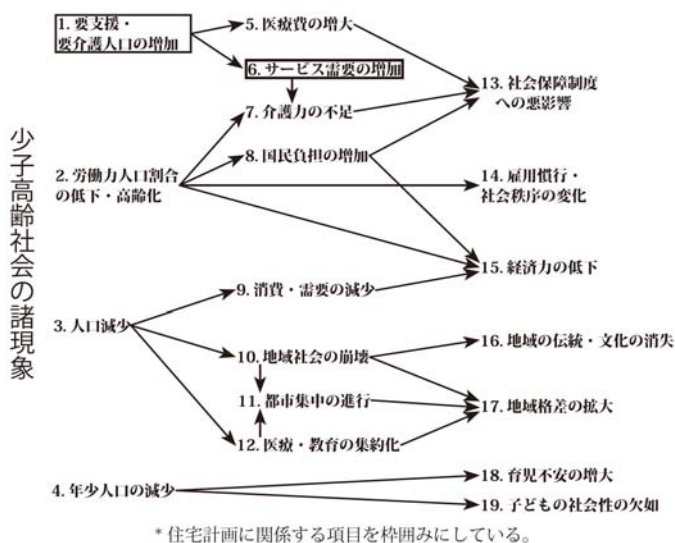 少子高齢社会の諸現象
1. 要支援・
要介護人口の増加
2. 労働力人口割合
の低下・高齢化
3. 人口減少
4. 年少人口の減少
5. 医療費の増大
6. サービス需要の増加
7. 介護力の不足
8. 国民負担の増加
9. 消費・需要の減少
10. 地域社会の崩壊
11. 都市集中の進行
12. 医療・教育の集約化
13. 社会保障制度
への悪影響
14. 雇用慣行・
社会秩序の変化
15. 経済力の低下
16. 地域の伝統・文化の消失
17. 地域格差の拡大
18. 育児不安の増大
19. 子どもの社会性の欠如
* 住宅計画に関係する項目を枠囲みにしている。